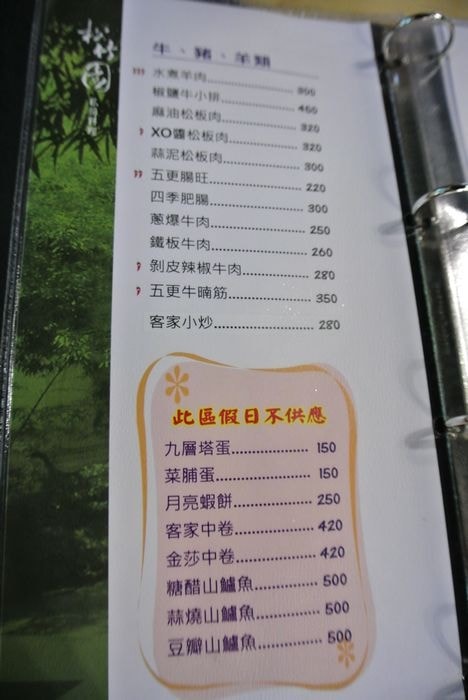 松竹園
牛、豬、羊類
水煮羊肉 300
椒鹽牛小排 460
麻油松板肉 320
XO醬松板肉 320
蒜泥松板肉 300
五更腸旺 220
四季肥腸 300
蔥爆牛肉 250
鐵板牛肉 260
剝皮辣椒牛肉 280
五更牛腩筋 350
客家小炒 280
此區假日不供應
九層塔蛋 150
菜脯蛋 150
月亮蝦餅 250
客家中卷 420
金莎中卷 420
糖醋山鱸魚 500
蒜燒山鱸魚 500
豆瓣山鱸魚 500